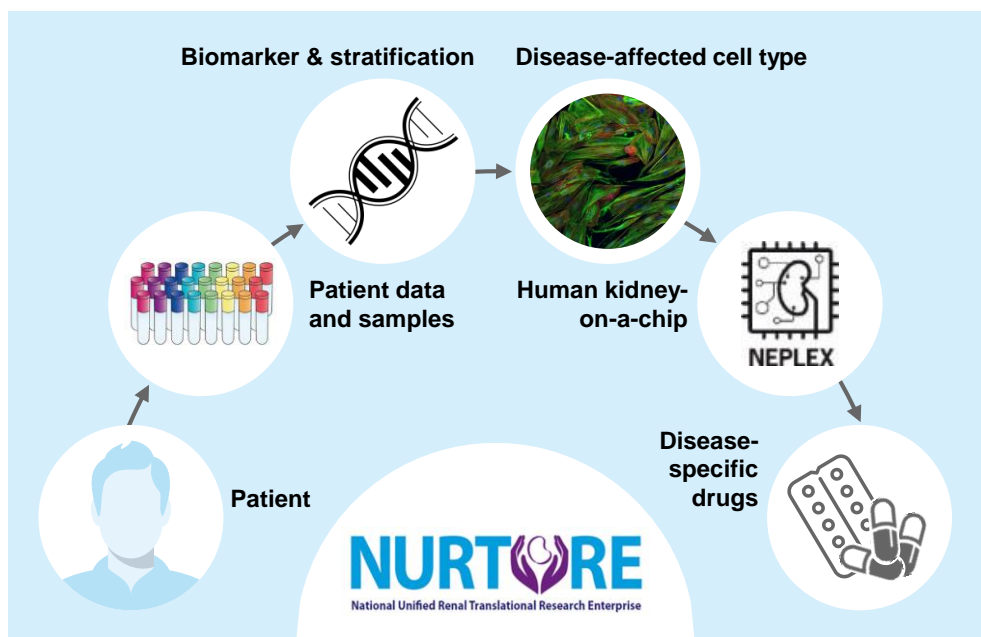 Biomarker & stratification
Disease-affected cell type
Patient data
and samples
Human kidney-
on-a-chip
NEPLEX
Patient
Disease-
specific
drugs
NURTURE
National Unified Renal Translational Research Enterprise